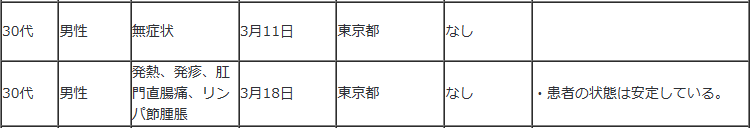 30代 男性 無症状 3月11日 東京都 なし
発熱、発疹、肛
30代 男性 門直腸痛、リン 3月18日 東京都 なし ・患者の状態は安定している。
パ節腫脹